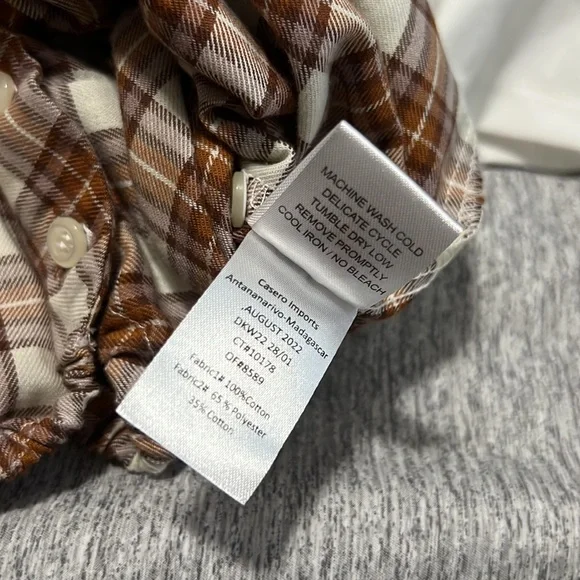 MACHINE WASH COLD
DELICATE CYCLE
TUMBLE DRY LOW
REMOVE PROMPTLY
COOL IRON / NO BLEACH
Casero Imports
Antananarivo-Madagascar
,AUGUST 2022
DKW22 28/01
CT#10178
OF#8589
Fabric1# 100%Cotton
Fabric2# 65% Polyester
35% Cotton